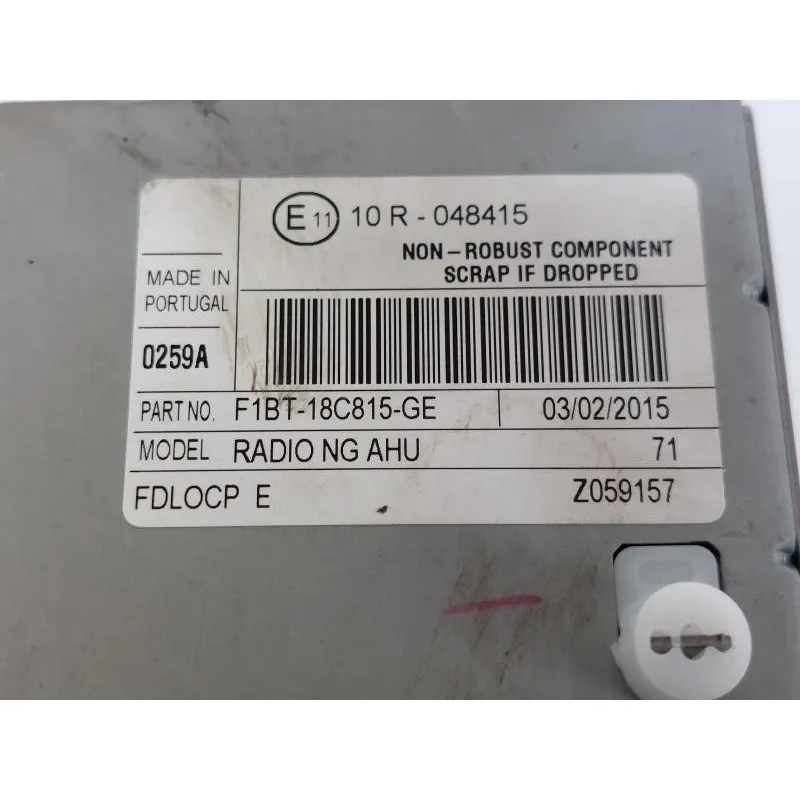 E 11 10 R - 048415
NON-ROBUST COMPONENT
SCRAP IF DROPPED
MADE IN
PORTUGAL
0259A
PART NO. F1BT-18C815-GE 03/02/2015
MODEL RADIO NG AHU 71
FDLOCP E Z059157